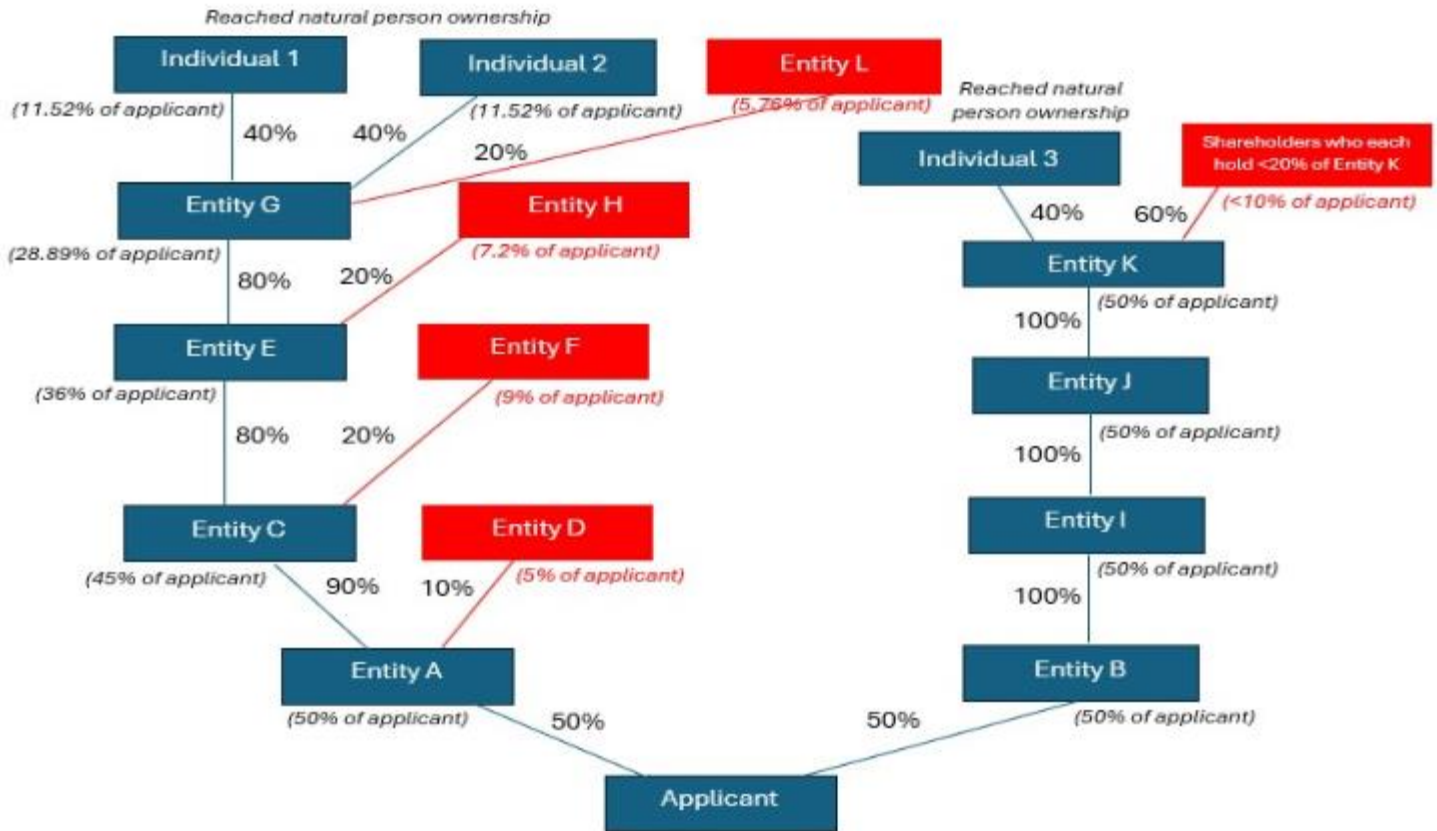 Reached natural person ownership
Individual 1
Individual 2
Entity L
(11.52% of applicant)
(11.52% of applicant)
(5.76% of applicant)
Reached natural
person ownership
40%
40%
20%
Individual 3
Shareholders who each
hold <20% of Entity K
(<10% of applicant)
Entity G
Entity H
40%
60%
(28.89% of applicant)
(7.2% of applicant)
Entity K
80%
20%
(50% of applicant)
100%
Entity E
Entity F
(36% of applicant)
(9% of applicant)
Entity J
(50% of applicant)
80%
20%
100%
Entity C
Entity D
Entity I
(45% of applicant)
(5% of applicant)
(50% of applicant)
90%
10%
100%
Entity A
Entity B
(50% of applicant)
(50% of applicant)
50%
50%
Applicant